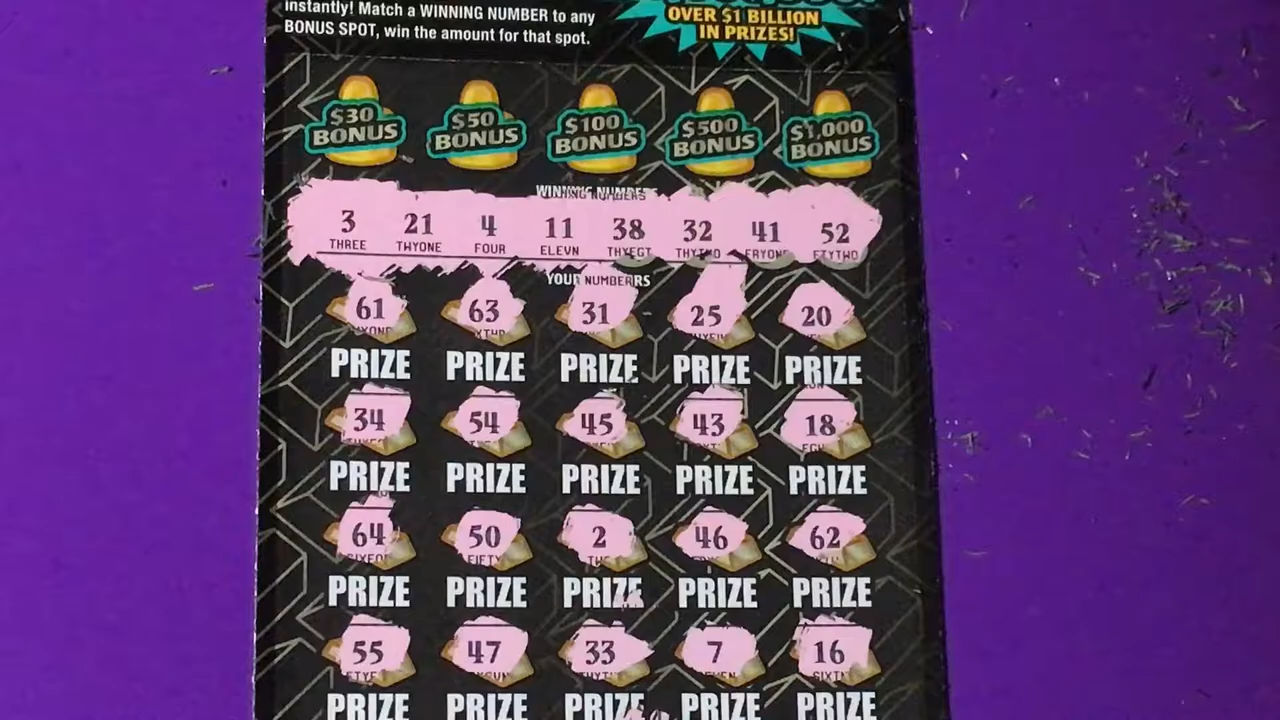 instantly! Match a WINNING NUMBER to any
BONUS SPOT, win the amount for that spot.
OVER $1 BILLION
IN PRIZES!
$30 $50 $100 $500 $1,000
BONUS BONUS BONUS BONUS BONUS
WINNING NUMBERS
3 21 4 11 38 32 41 52
THREE THYONE FOUR ELEVN THYEGT THYTWO FRYONE FTYTWO
YOUR NUMBERS
61 63 31 25 20
PRIZE PRIZE PRIZE PRIZE PRIZE
34 54 45 43 18
PRIZE PRIZE PRIZE PRIZE PRIZE
64 50 2 46 62
FIFTY
PRIZE PRIZE PRIZE PRIZE PRIZE
55 47 33 7 16
PRIZE PRIZE PRIZE PRIZE PRIZE